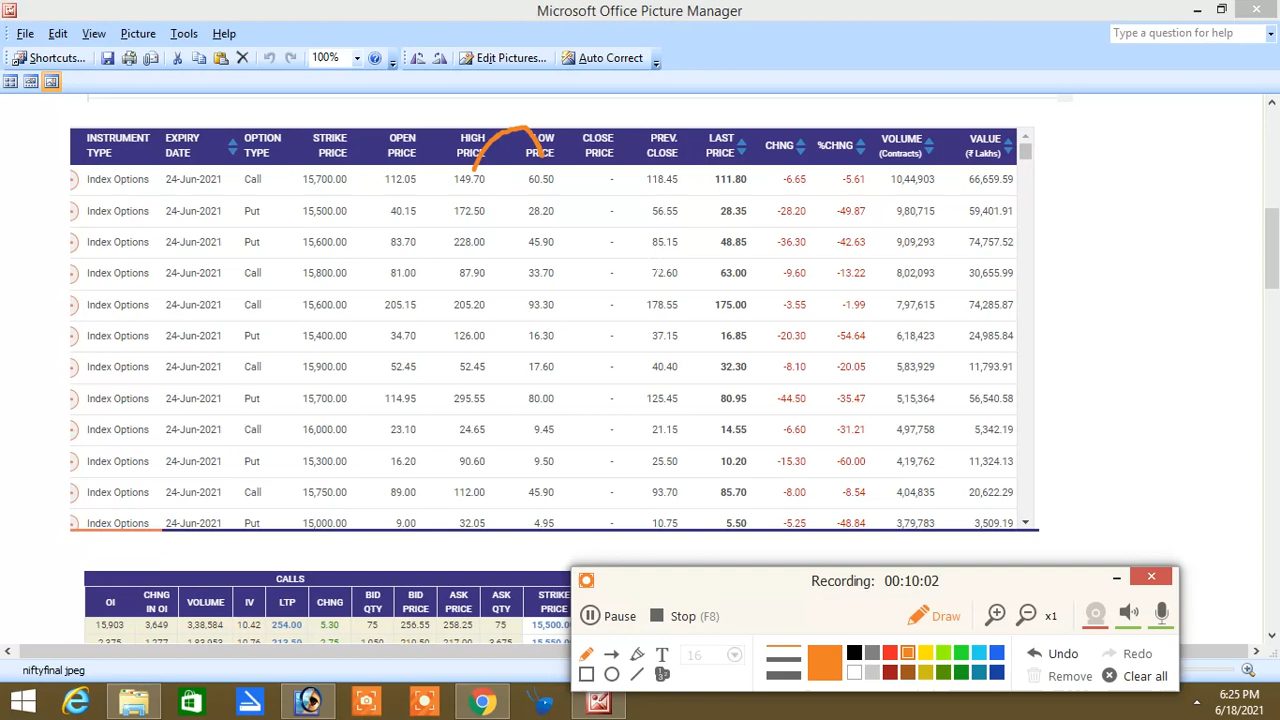 Microsoft Office Picture Manager
File Edit View Picture Tools Help
Type a question for help
Shortcuts... 100% Edit Pictures... Auto Correct
INSTRUMENT TYPE EXPIRY DATE OPTION TYPE STRIKE PRICE OPEN PRICE HIGH PRICE LOW PRICE CLOSE PRICE PREV. CLOSE LAST PRICE CHNG %CHNG VOLUME (Contracts) VALUE (₹ Lakhs)
Index Options 24-Jun-2021 Call 15,700.00 112.05 149.70 60.50 - 118.45 111.80 -6.65 -5.61 10,44,903 66,659.59
Index Options 24-Jun-2021 Put 15,500.00 40.15 172.50 28.20 - 56.55 28.35 -28.20 -49.87 9,80,715 59,401.91
Index Options 24-Jun-2021 Put 15,600.00 83.70 228.00 45.90 - 85.15 48.85 -36.30 -42.63 9,09,293 74,757.52
Index Options 24-Jun-2021 Call 15,800.00 81.00 87.90 33.70 - 72.60 63.00 -9.60 -13.22 8,02,093 30,655.99
Index Options 24-Jun-2021 Call 15,600.00 205.15 205.20 93.30 - 178.55 175.00 -3.55 -1.99 7,97,615 74,285.87
Index Options 24-Jun-2021 Put 15,400.00 34.70 126.00 16.30 - 37.15 16.85 -20.30 -54.64 6,18,423 24,985.84
Index Options 24-Jun-2021 Call 15,900.00 52.45 52.45 17.60 - 40.40 32.30 -8.10 -20.05 5,83,929 11,793.91
Index Options 24-Jun-2021 Put 15,700.00 114.95 295.55 80.00 - 125.45 80.95 -44.50 -35.47 5,15,364 56,540.58
Index Options 24-Jun-2021 Call 16,000.00 23.10 24.65 9.45 - 21.15 14.55 -6.60 -31.21 4,97,758 5,342.19
Index Options 24-Jun-2021 Put 15,300.00 16.20 90.60 9.50 - 25.50 10.20 -15.30 -60.00 4,19,762 11,324.13
Index Options 24-Jun-2021 Call 15,750.00 89.00 112.00 45.90 - 93.70 85.70 -8.00 -8.54 4,04,835 20,622.29
Index Options 24-Jun-2021 Put 15,000.00 9.00 32.05 4.95 - 10.75 5.50 -5.25 -48.84 3,79,783 3,509.19
CALLS
OI CHNG IN OI VOLUME IV LTP CHNG BID QTY BID PRICE ASK PRICE ASK QTY STRIKE PRICE
15,903 3,649 3,38,584 10.42 254.00 5.30 75 256.55 258.25 75 15,500.00
Recording: 00:10:02
Pause Stop (F8) Draw x1
16 Undo Redo
Remove Clear all
niftyfinal.jpeg
6:25 PM
6/18/2021